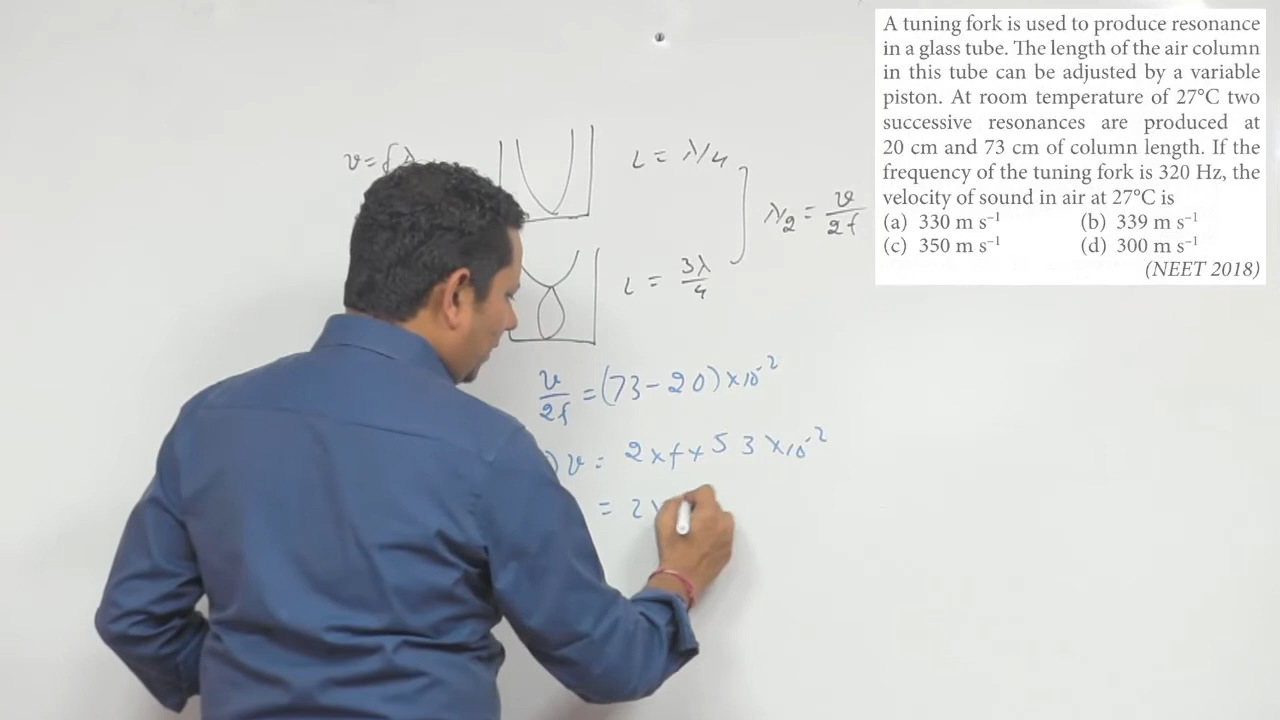 A tuning fork is used to produce resonance
in a glass tube. The length of the air column
in this tube can be adjusted by a variable
piston. At room temperature of 27°C two
successive resonances are produced at
20 cm and 73 cm of column length. If the
frequency of the tuning fork is 320 Hz, the
velocity of sound in air at 27°C is
(a) 330 m s⁻¹ (b) 339 m s⁻¹
(c) 350 m s⁻¹ (d) 300 m s⁻¹
(NEET 2018)
v=fλ
L = λ/4
λ/2 = v/2f
L = 3λ/4
v/2f = (73-20)×10⁻²
v = 2×f×53×10⁻²
= 2×